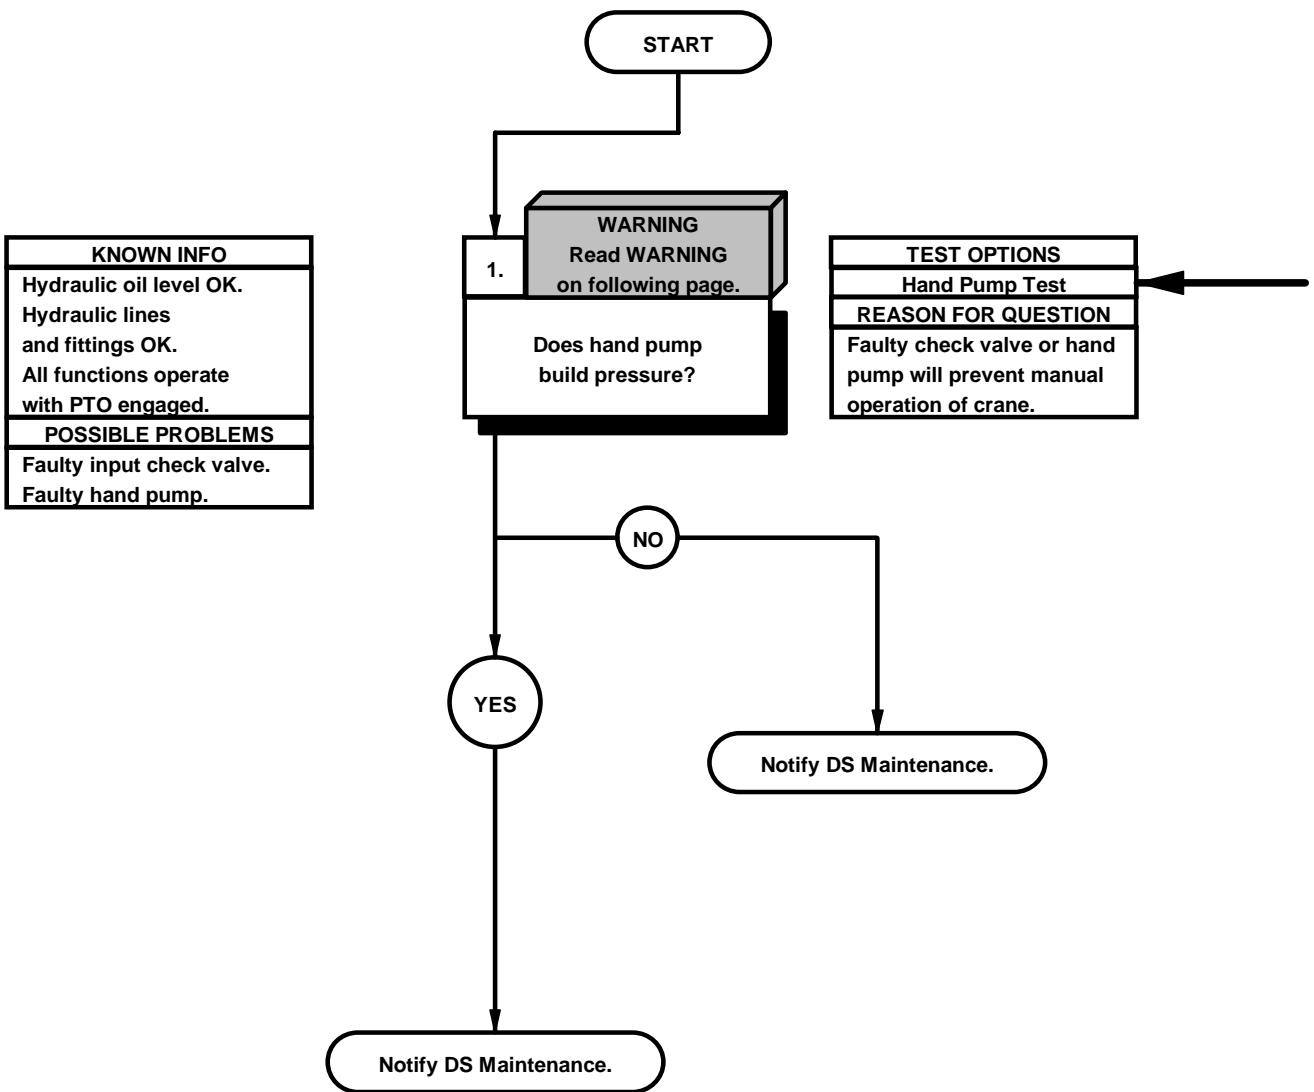 START
KNOWN INFO
Hydraulic oil level OK.
Hydraulic lines
and fittings OK.
All functions operate
with PTO engaged.
POSSIBLE PROBLEMS
Faulty input check valve.
Faulty hand pump.
1.
WARNING
Read WARNING
on following page.
Does hand pump
build pressure?
TEST OPTIONS
Hand Pump Test
REASON FOR QUESTION
Faulty check valve or hand
pump will prevent manual
operation of crane.
NO
YES
Notify DS Maintenance.
Notify DS Maintenance.